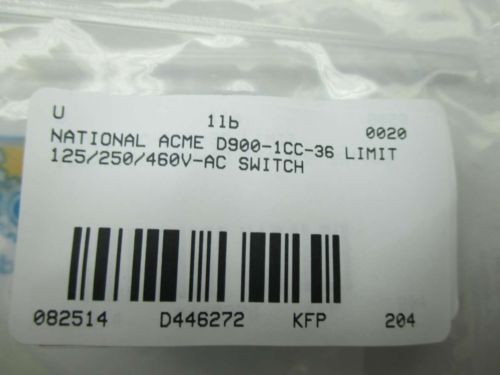 U 1lb 0020
NATIONAL ACME D900-1CC-36 LIMIT
125/250/460V-AC SWITCH
082514 D446272 KFP 204